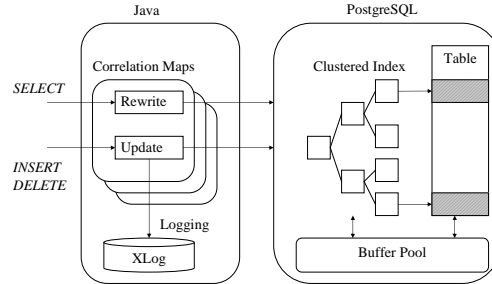 Java
PostgreSQL
Correlation Maps
Clustered Index
Table
SELECT
Rewrite
Update
INSERT
DELETE
Logging
XLog
Buffer Pool